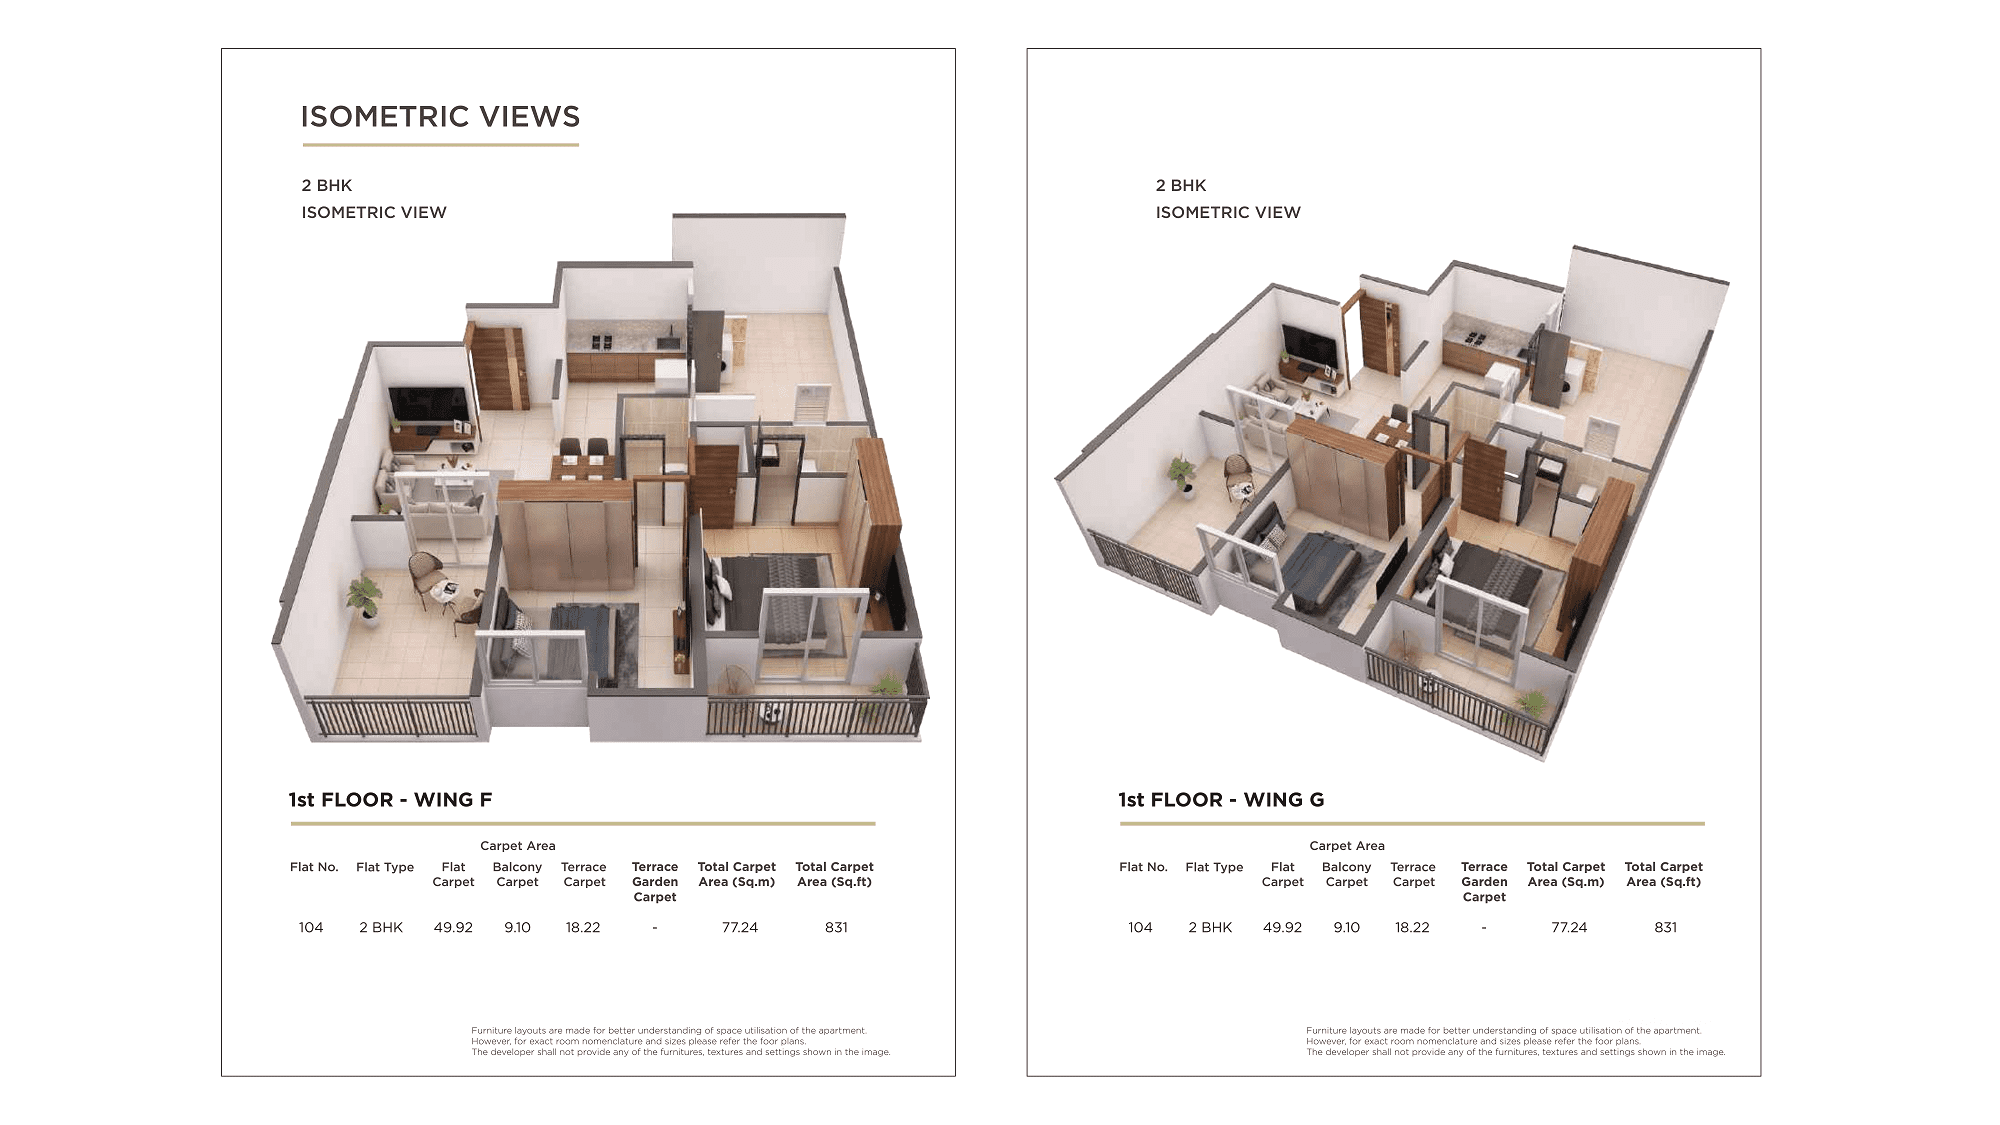 ISOMETRIC VIEWS
2 BHK
ISOMETRIC VIEW
1st FLOOR - WING F
Carpet Area
Flat No. Flat Type Flat Carpet Balcony Carpet Terrace Carpet Terrace Garden Carpet Total Carpet Area (Sq.m) Total Carpet Area (Sq.ft)
104 2 BHK 49.92 9.10 18.22 - 77.24 831
Furniture layouts are made for better understanding of space utilisation of the apartment.
However, for exact room nomenclature and sizes please refer the foor plans.
The developer shall not provide any of the furnitures, textures and settings shown in the image.
2 BHK
ISOMETRIC VIEW
1st FLOOR - WING G
Carpet Area
Flat No. Flat Type Flat Carpet Balcony Carpet Terrace Carpet Terrace Garden Carpet Total Carpet Area (Sq.m) Total Carpet Area (Sq.ft)
104 2 BHK 49.92 9.10 18.22 - 77.24 831
Furniture layouts are made for better understanding of space utilisation of the apartment.
However, for exact room nomenclature and sizes please refer the foor plans.
The developer shall not provide any of the furnitures, textures and settings shown in the image.